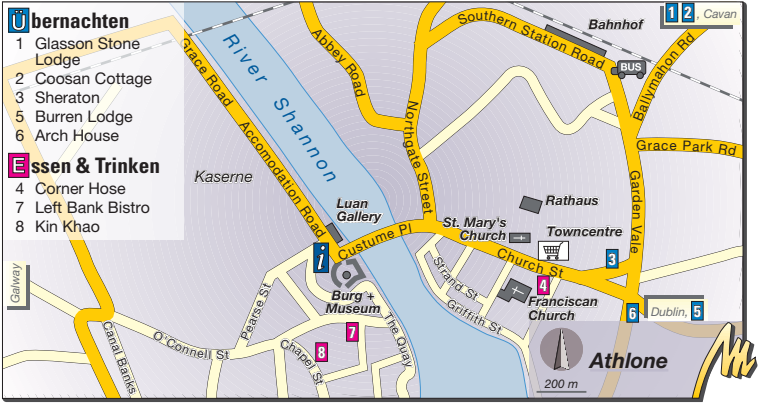 Übernachten
1 Glasson Stone
Lodge
2 Coosan Cottage
3 Sheraton
5 Burren Lodge
6 Arch House
Essen & Trinken
4 Corner Hose
7 Left Bank Bistro
8 Kin Khao
River Shannon
Abbey Road
Southern Station Road
Bahnhof
1 2, Cavan
BUS
Ballymahon Rd
Grace Road
Accomodation Road
Northgate Street
Grace Park Rd
Kaserne
Garden Vale
Luan
Gallery
Rathaus
St. Mary's
Church
Towncentre
Custume Pl
Church St
3
i
4
Strand St
Griffith St
Franciscan
Church
Galway
Pearse St
Burg +
Museum
The Quay
6
Dublin, 5
O'Connell St
7
8
Chapel St
Canal Banks
Athlone
200 m